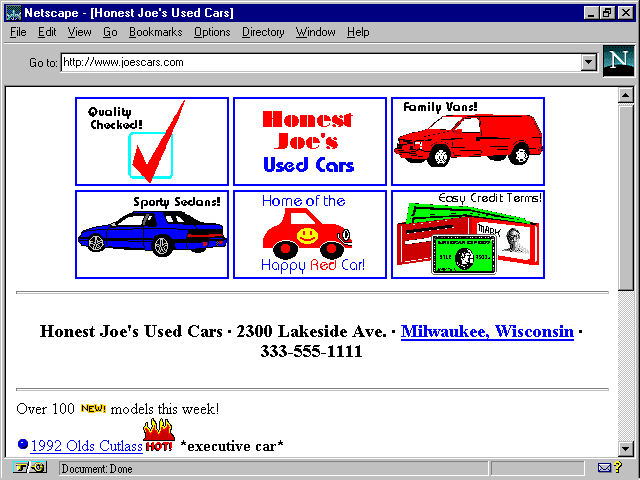 Netscape - [Honest Joe's Used Cars]
File Edit View Go Bookmarks Options Directory Window Help
Go to: http://www.joescars.com
N
Quality
Checked!
Honest
Joe's
Used Cars
Family Vans!
Sporty Sedans!
Home of the
Happy Red Car!
Easy Credit Terms!
MARK
Honest Joe's Used Cars · 2300 Lakeside Ave. · Milwaukee, Wisconsin ·
333-555-1111
Over 100 NEW! models this week!
1992 Olds Cutlass HOT! *executive car*
Document: Done
?